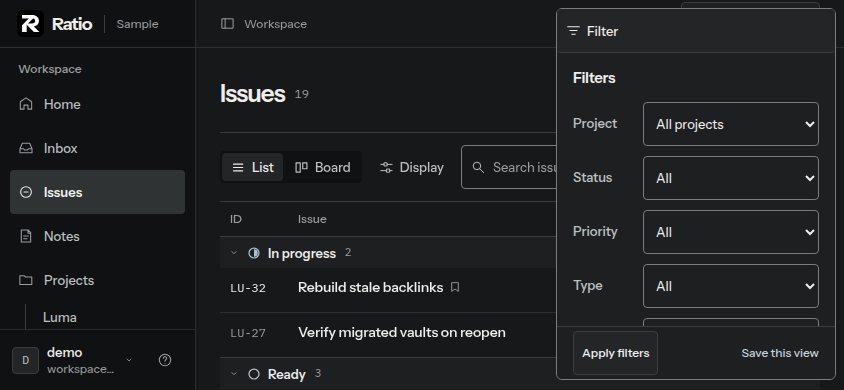 Ratio
Sample
Workspace
Home
Inbox
Issues
Notes
Projects
Luma
D
demo
workspace...
Workspace
Issues 19
List
Board
Display
Search issu
ID
Issue
In progress 2
LU-32
Rebuild stale backlinks
LU-27
Verify migrated vaults on reopen
Ready 3
Filter
Filters
Project
All projects
Status
All
Priority
All
Type
All
Apply filters
Save this view